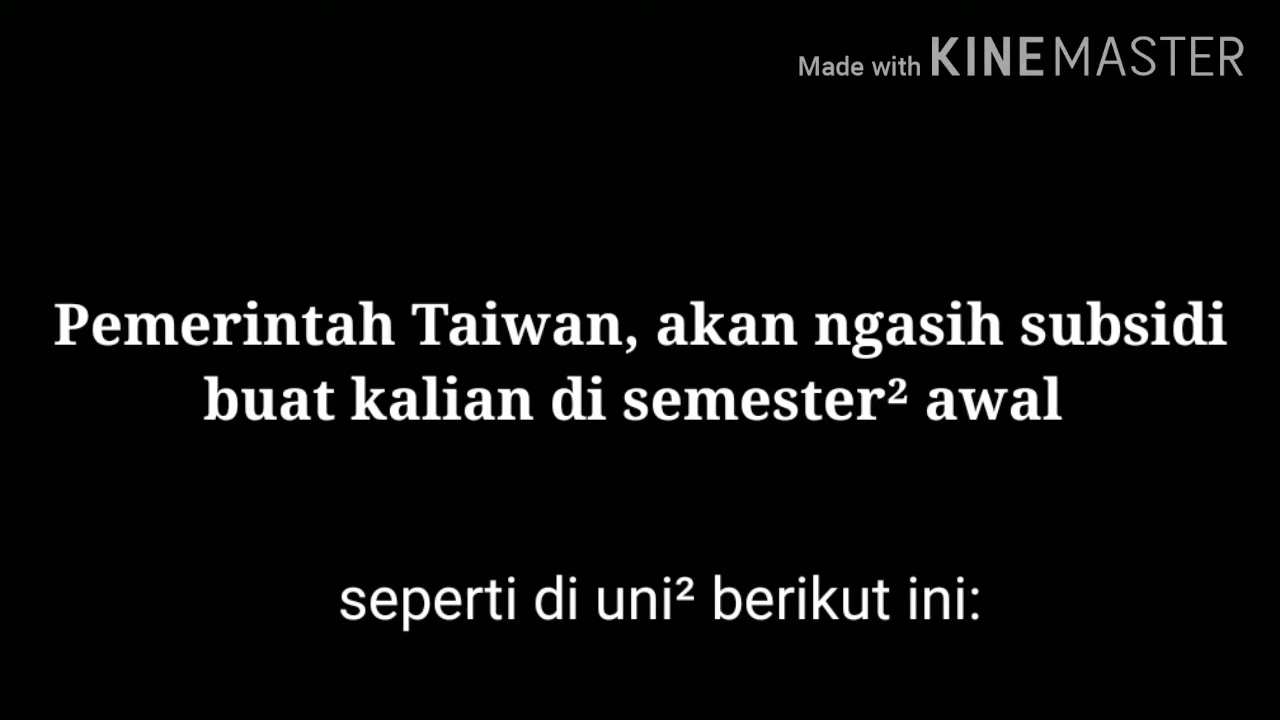 Made with KINEMASTER
Pemerintah Taiwan, akan ngasih subsidi
buat kalian di semester² awal
seperti di uni² berikut ini: